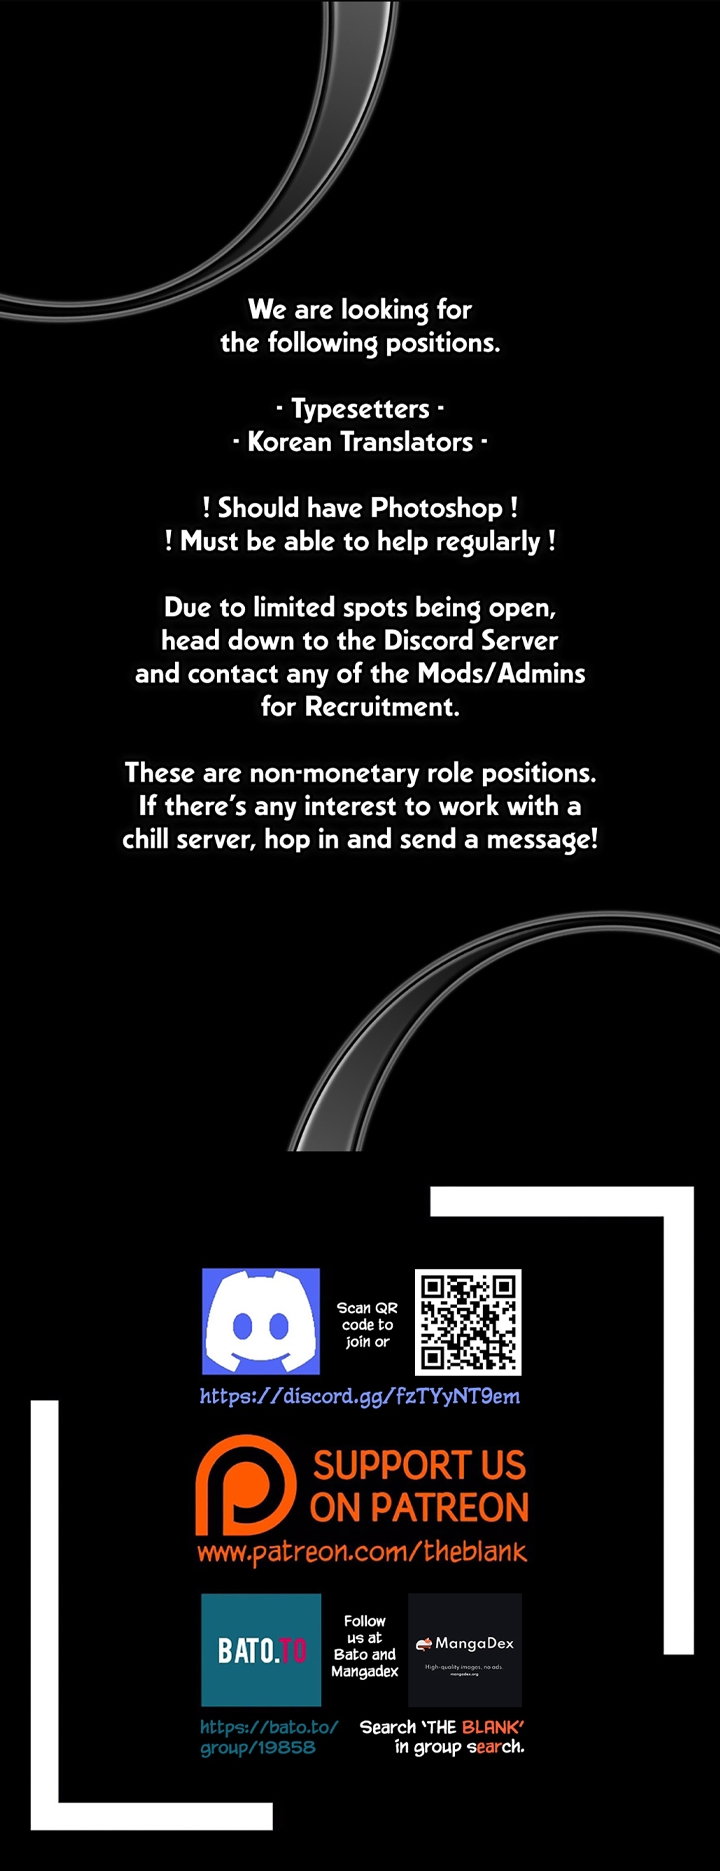 We are looking for
the following positions.
- Typesetters -
- Korean Translators -
! Should have Photoshop !
! Must be able to help regularly !
Due to limited spots being open,
head down to the Discord Server
and contact any of the Mods/Admins
for Recruitment.
These are non-monetary role positions.
If there's any interest to work with a
chill server, hop in and send a message!
Scan QR
code to
join or
https://discord.gg/fzTYyNT9em
SUPPORT US
ON PATREON
www.patreon.com/theblank
BATO.TO
Follow
us at
Bato and
Mangadex
MangaDex
High-quality images, no ads.
mangadex.org
https://bato.to/
group/19858
Search 'THE BLANK'
in group search.